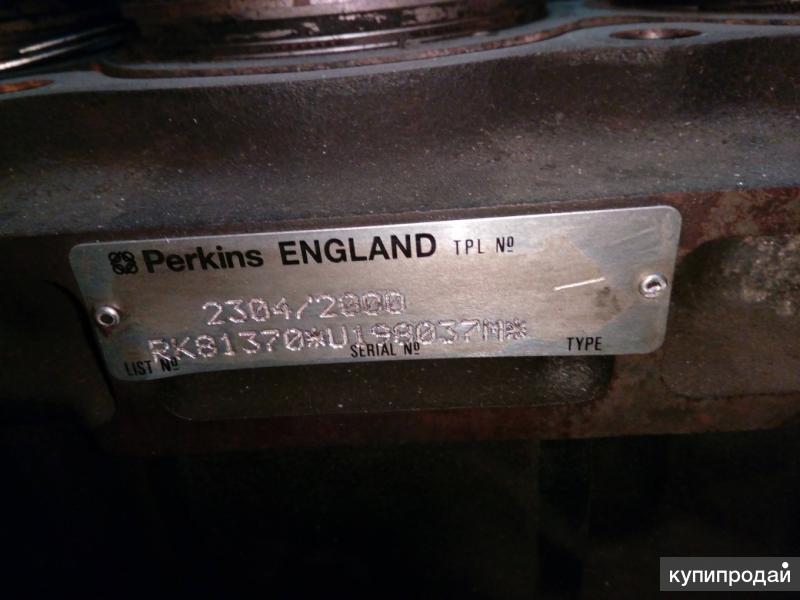 Perkins ENGLAND TPL Nº
2304/2800
RK81370*U198037M*
LIST Nº SERIAL Nº TYPE
купипродай